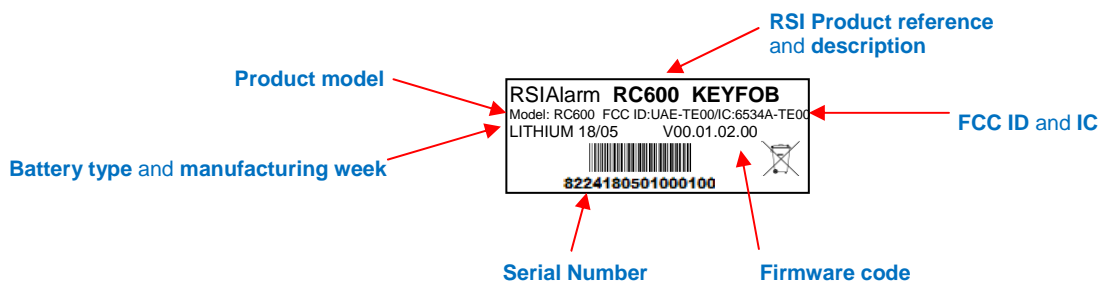 RSI Product reference
and description
Product model
RSIAlarm RC600 KEYFOB
Model: RC600 FCC ID:UAE-TE00/IC:6534A-TE00
FCC ID and IC
LITHIUM 18/05 V00.01.02.00
Battery type and manufacturing week
8224180501000100
Serial Number
Firmware code